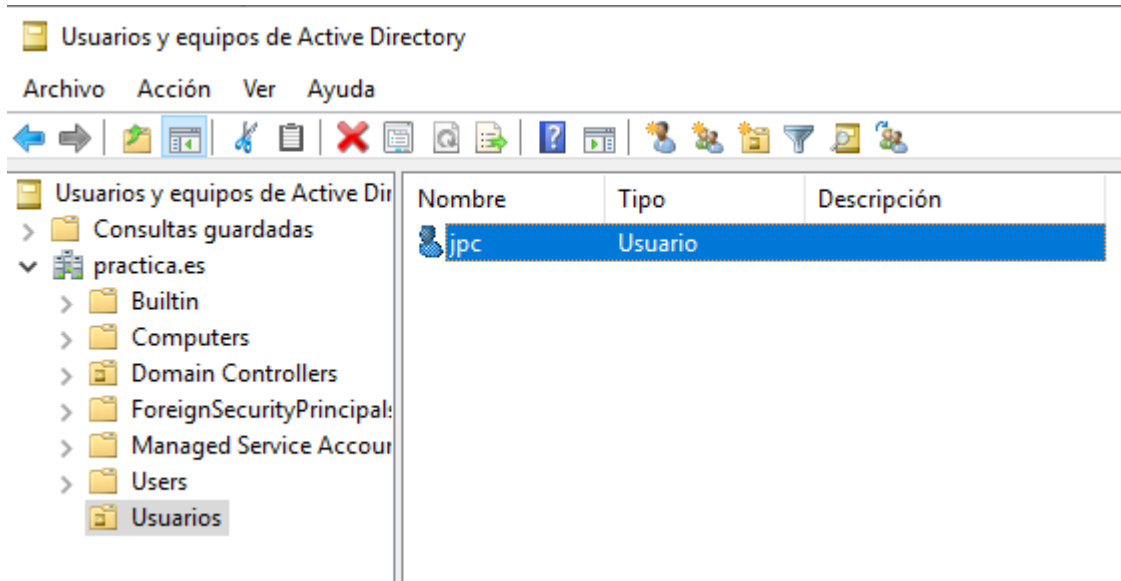 Usuarios y equipos de Active Directory
Archivo Acción Ver Ayuda
Usuarios y equipos de Active Dir
Consultas guardadas
practica.es
Builtin
Computers
Domain Controllers
ForeignSecurityPrincipals
Managed Service Accour
Users
Usuarios
Nombre Tipo Descripción
jpc Usuario